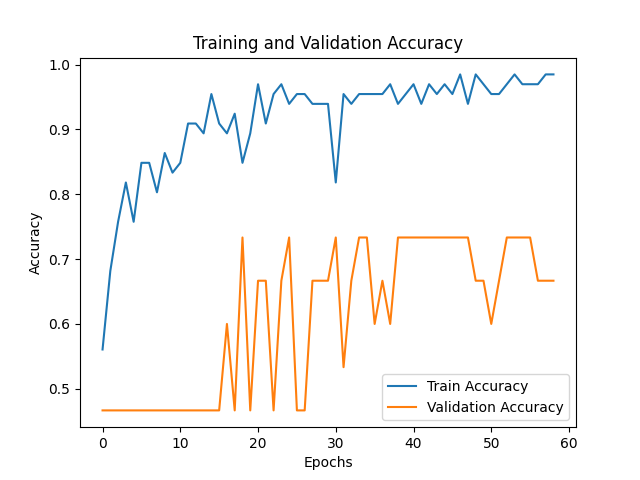 Training and Validation Accuracy
1.0
0.9
0.8
0.7
0.6
0.5
Accuracy
0 10 20 30 40 50 60
Epochs
Train Accuracy
Validation Accuracy